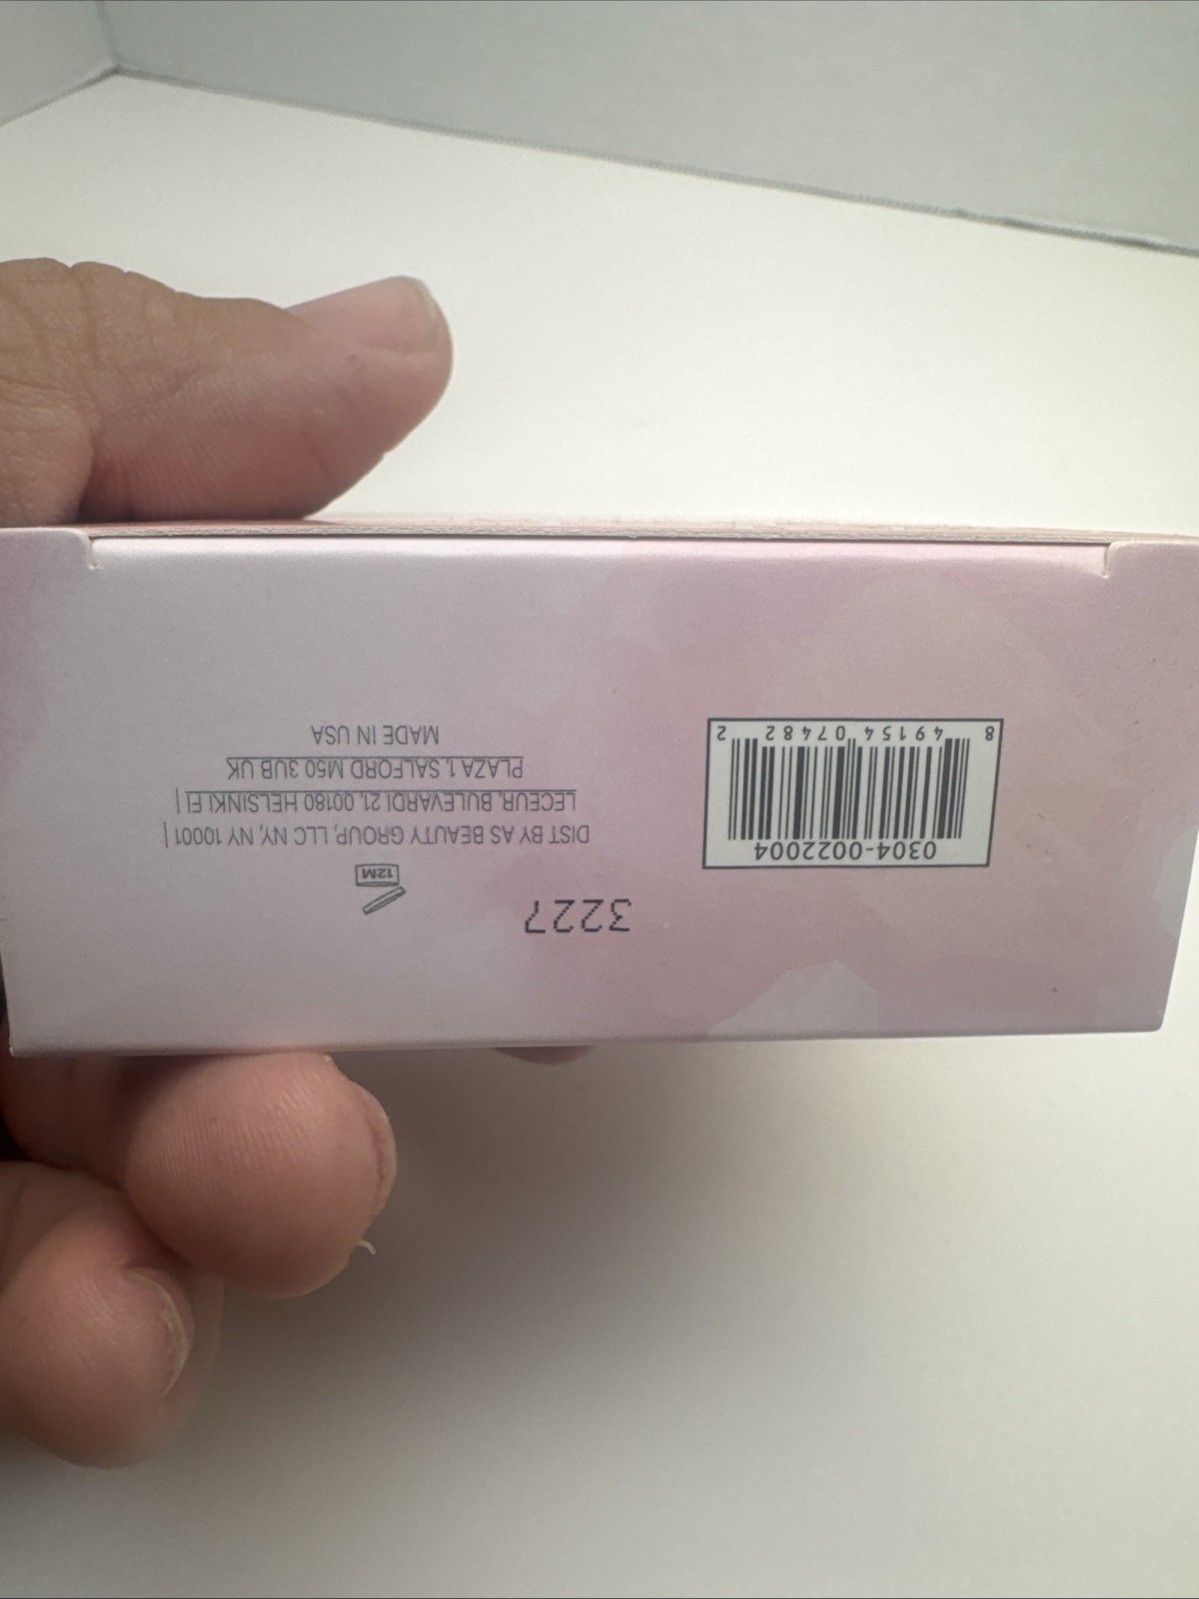 3227
12M
DIST BY AS BEAUTY GROUP, LLC NY, NY 10001 |
LECEUR, BULEVARDI 21, 00180 HELSINKI FI |
PLAZA 1, SALFORD M50 3UB UK
MADE IN USA
0304-0022004
8 49154 07482 2